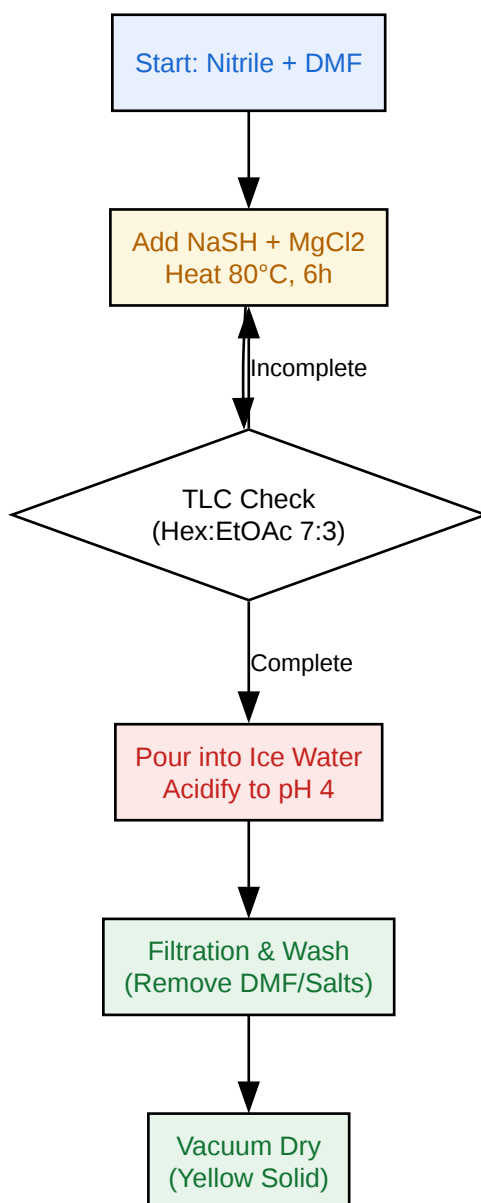 Start: Nitrile + DMF
Add NaSH + MgCl2
Heat 80°C, 6h
Incomplete
TLC Check
(Hex:EtOAc 7:3)
Complete
Pour into Ice Water
Acidify to pH 4
Filtration & Wash
(Remove DMF/Salts)
Vacuum Dry
(Yellow Solid)